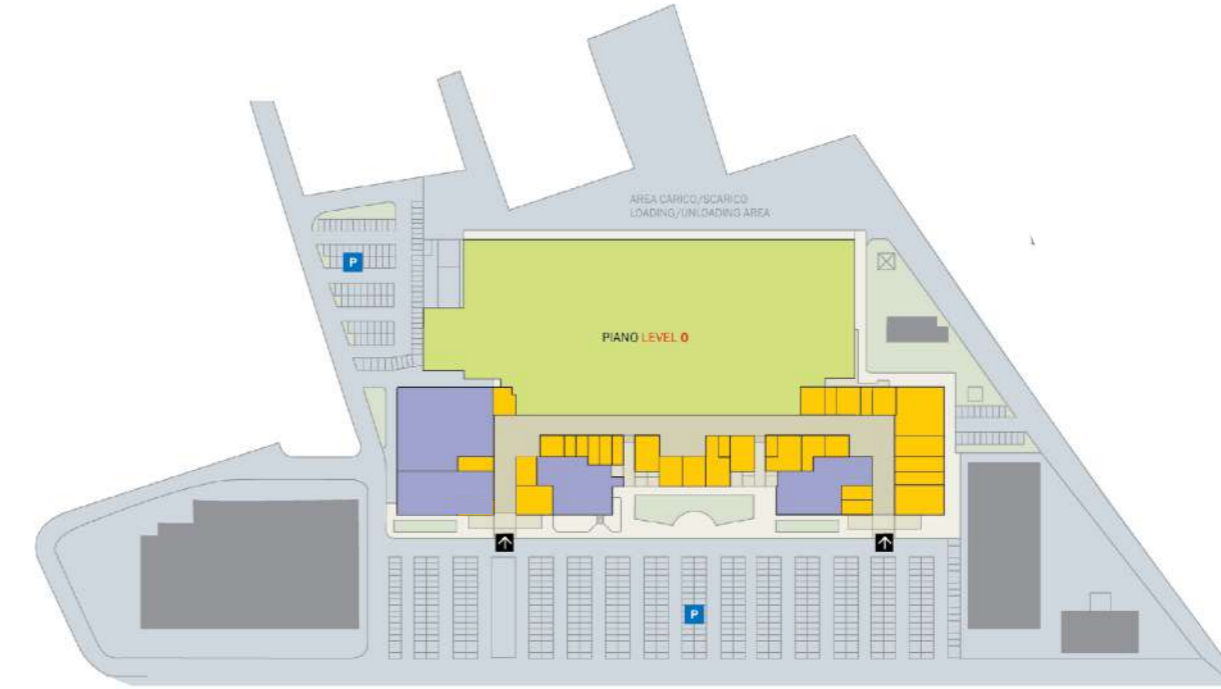 AREA CARICO/SCARICO
LOADING/UNLOADING AREA
P
PIANO LEVEL 0
P